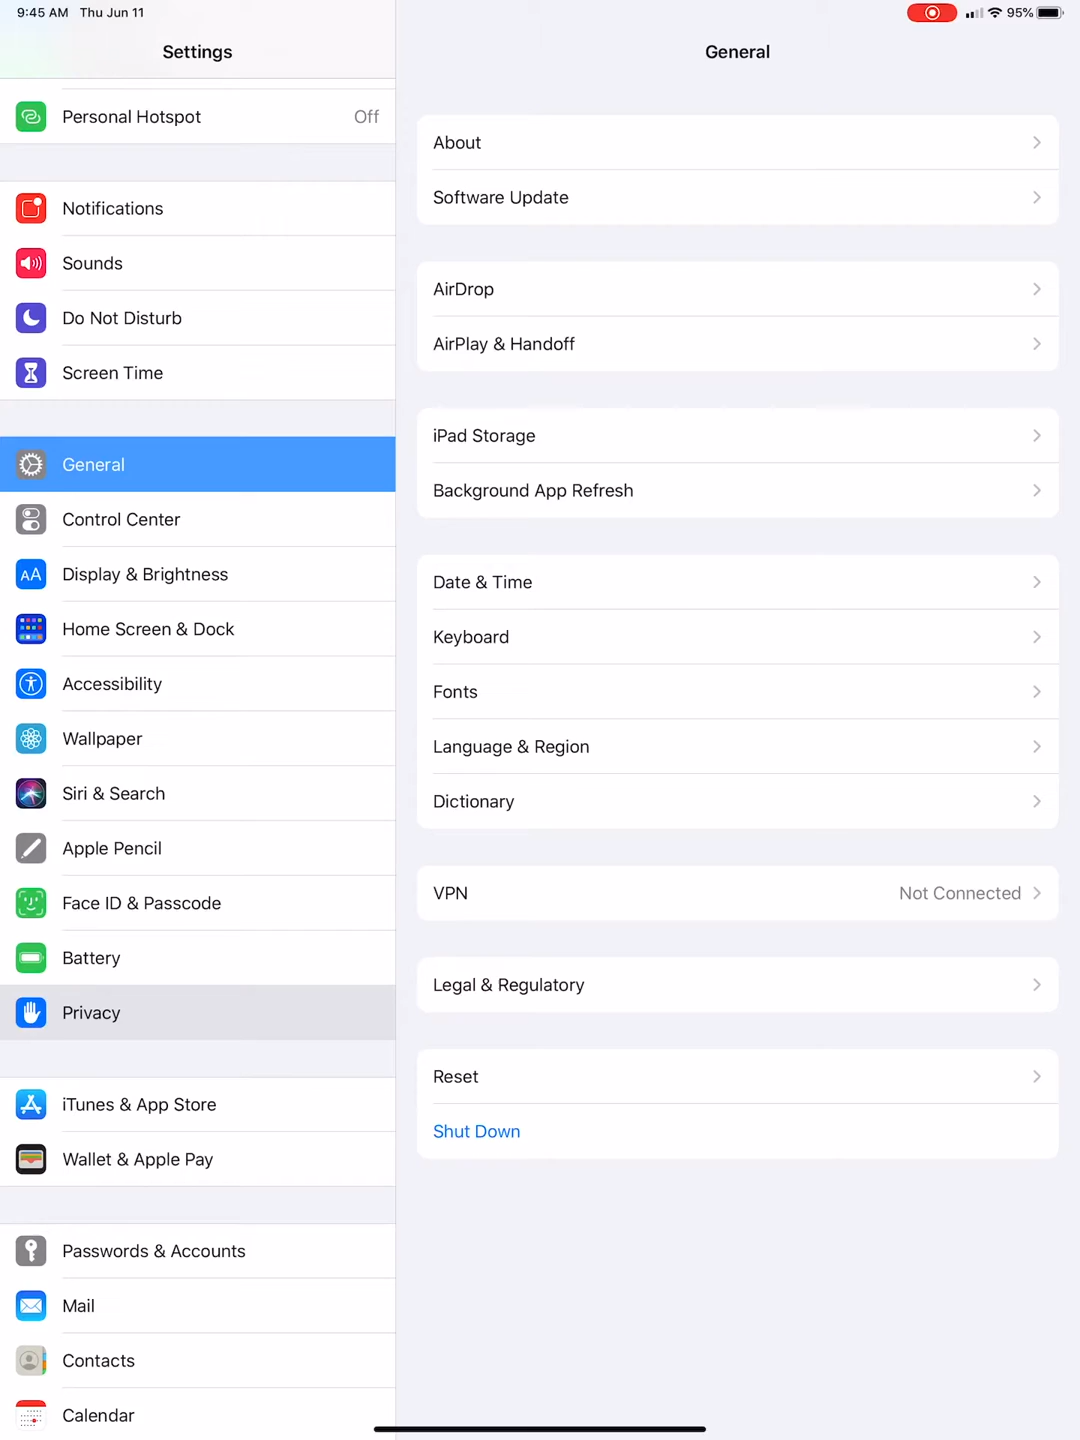 9:45 AM Thu Jun 11
95%
Settings
General
Personal Hotspot Off
Notifications
Sounds
Do Not Disturb
Screen Time
General
Control Center
AA Display & Brightness
Home Screen & Dock
Accessibility
Wallpaper
Siri & Search
Apple Pencil
Face ID & Passcode
Battery
Privacy
iTunes & App Store
Wallet & Apple Pay
Passwords & Accounts
Mail
Contacts
Calendar
About
Software Update
AirDrop
AirPlay & Handoff
iPad Storage
Background App Refresh
Date & Time
Keyboard
Fonts
Language & Region
Dictionary
VPN Not Connected
Legal & Regulatory
Reset
Shut Down